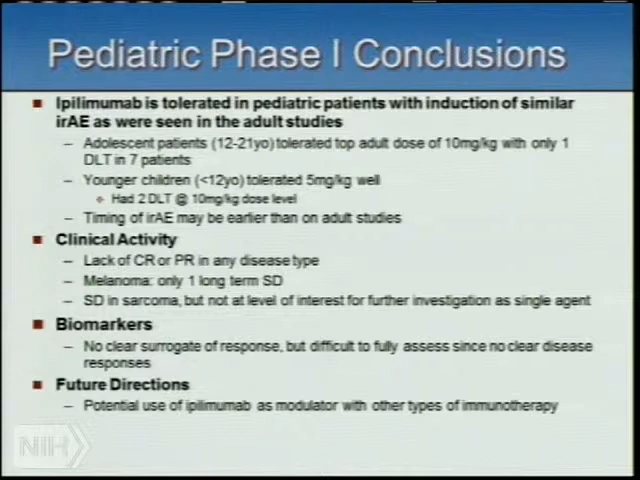 Pediatric Phase I Conclusions
Ipilimumab is tolerated in pediatric patients with induction of similar
irAE as were seen in the adult studies
– Adolescent patients (12-21yo) tolerated top adult dose of 10mg/kg with only 1
DLT in 7 patients
– Younger children (<12yo) tolerated 5mg/kg well
Had 2 DLT @ 10mg/kg dose level
– Timing of irAE may be earlier than on adult studies
Clinical Activity
– Lack of CR or PR in any disease type
– Melanoma: only 1 long term SD
– SD in sarcoma, but not at level of interest for further investigation as single agent
Biomarkers
– No clear surrogate of response, but difficult to fully assess since no clear disease
responses
Future Directions
– Potential use of ipilimumab as modulator with other types of immunotherapy
NIH